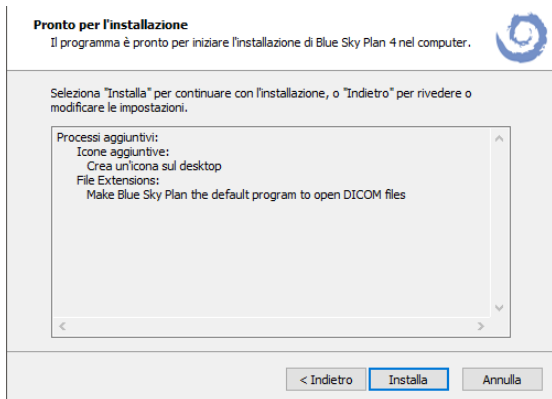 Pronto per l'installazione
Il programma è pronto per iniziare l'installazione di Blue Sky Plan 4 nel computer.
Seleziona "Installa" per continuare con l'installazione, o "Indietro" per rivedere o
modificare le impostazioni.
Processi aggiuntivi:
Icone aggiuntive:
Crea un'icona sul desktop
File Extensions:
Make Blue Sky Plan the default program to open DICOM files
< Indietro
Installa
Annulla